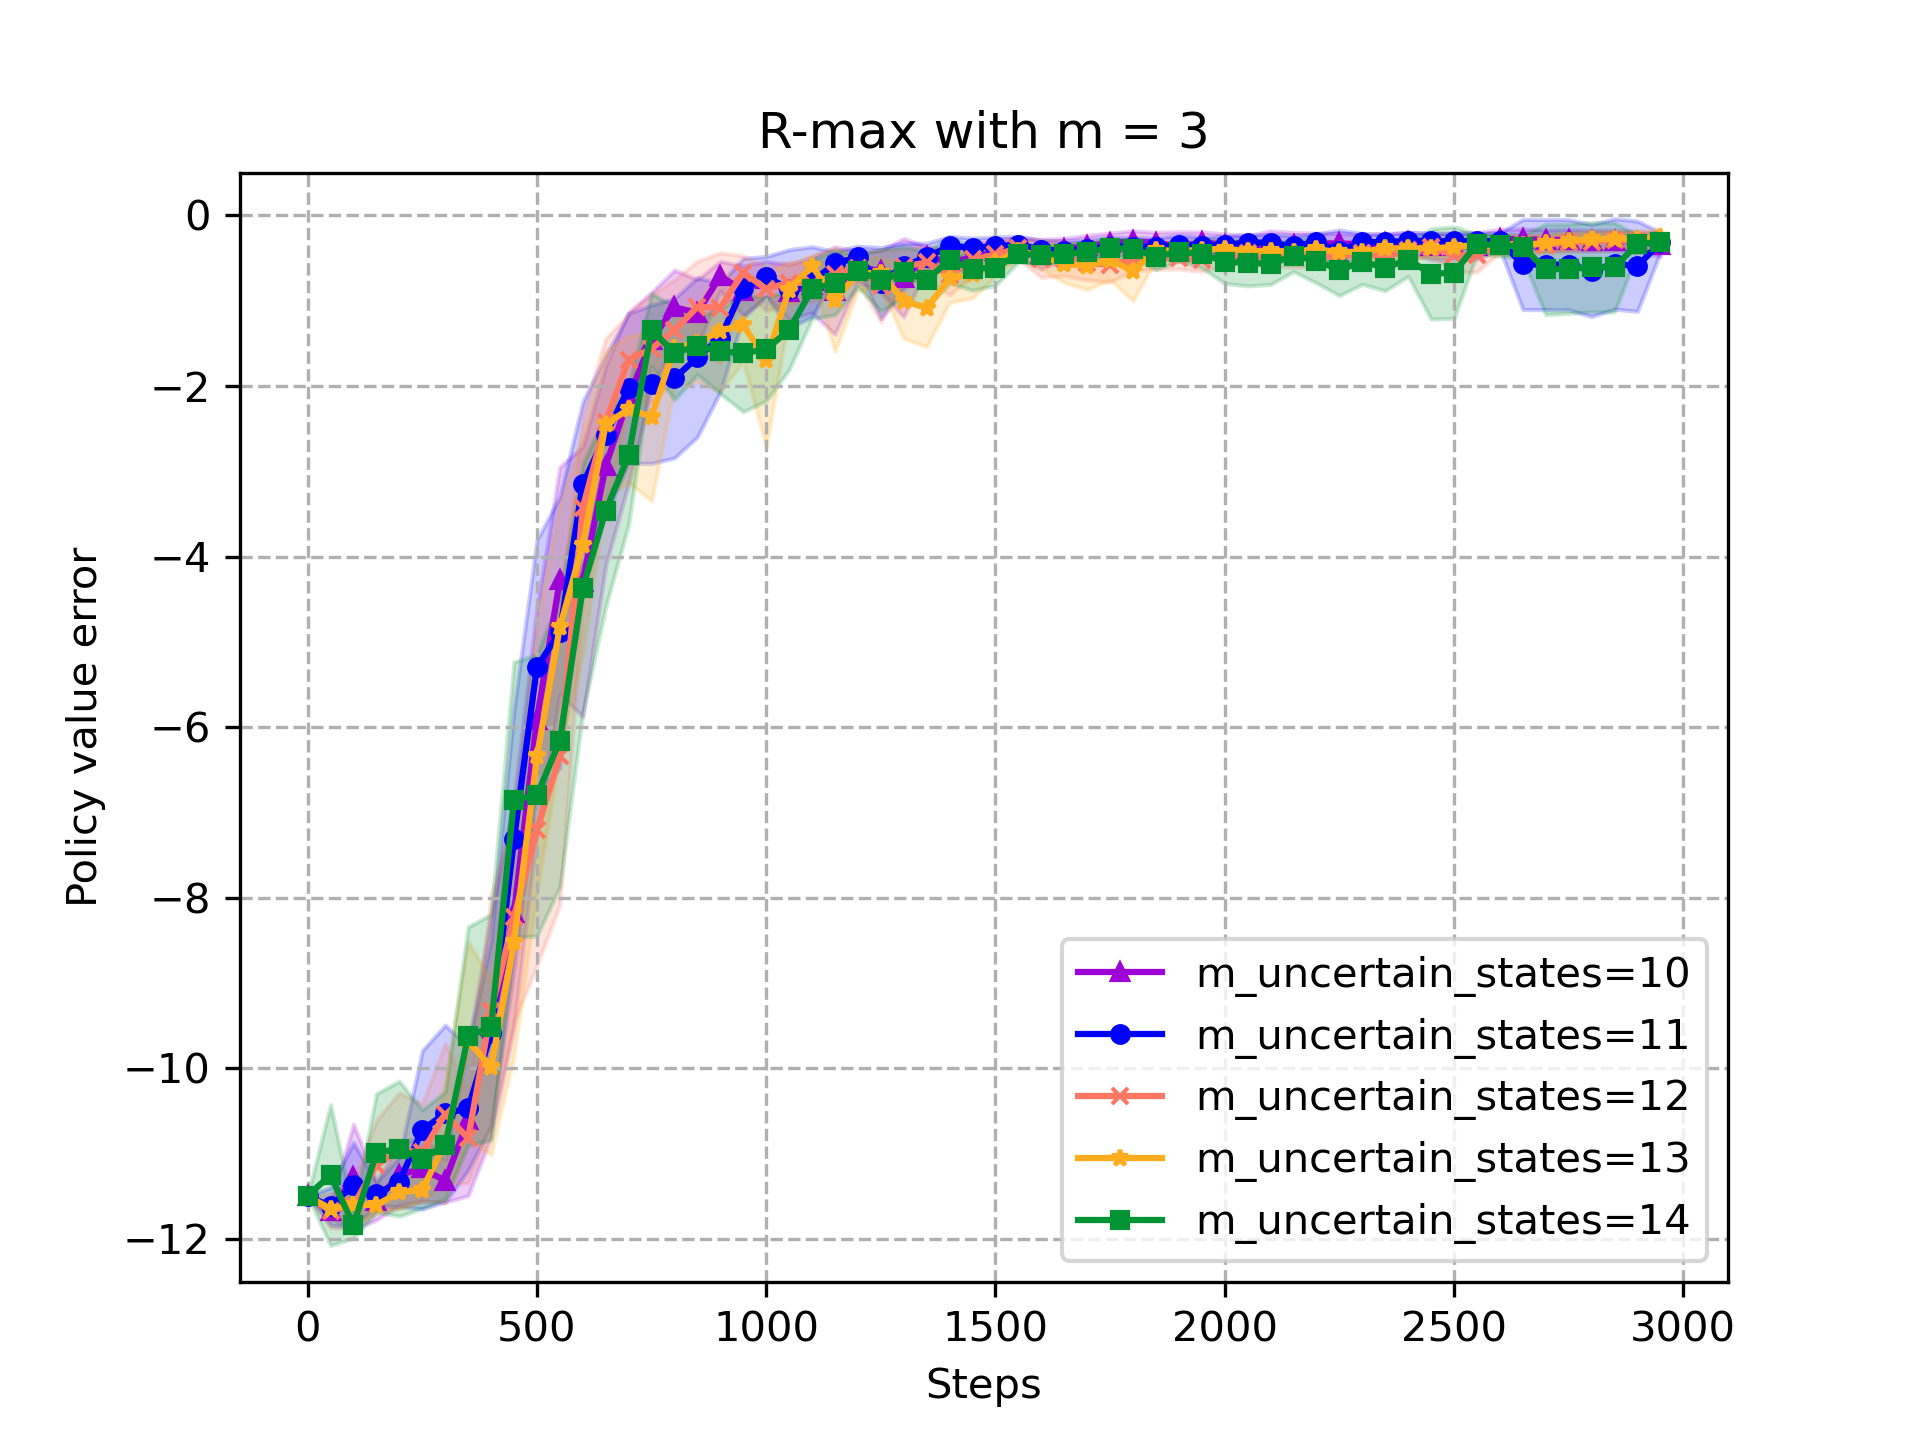 R-max with m = 3
Policy value error
0
−2
−4
−6
−8
−10
−12
m_uncertain_states=10
m_uncertain_states=11
m_uncertain_states=12
m_uncertain_states=13
m_uncertain_states=14
0 500 1000 1500 2000 2500 3000
Steps